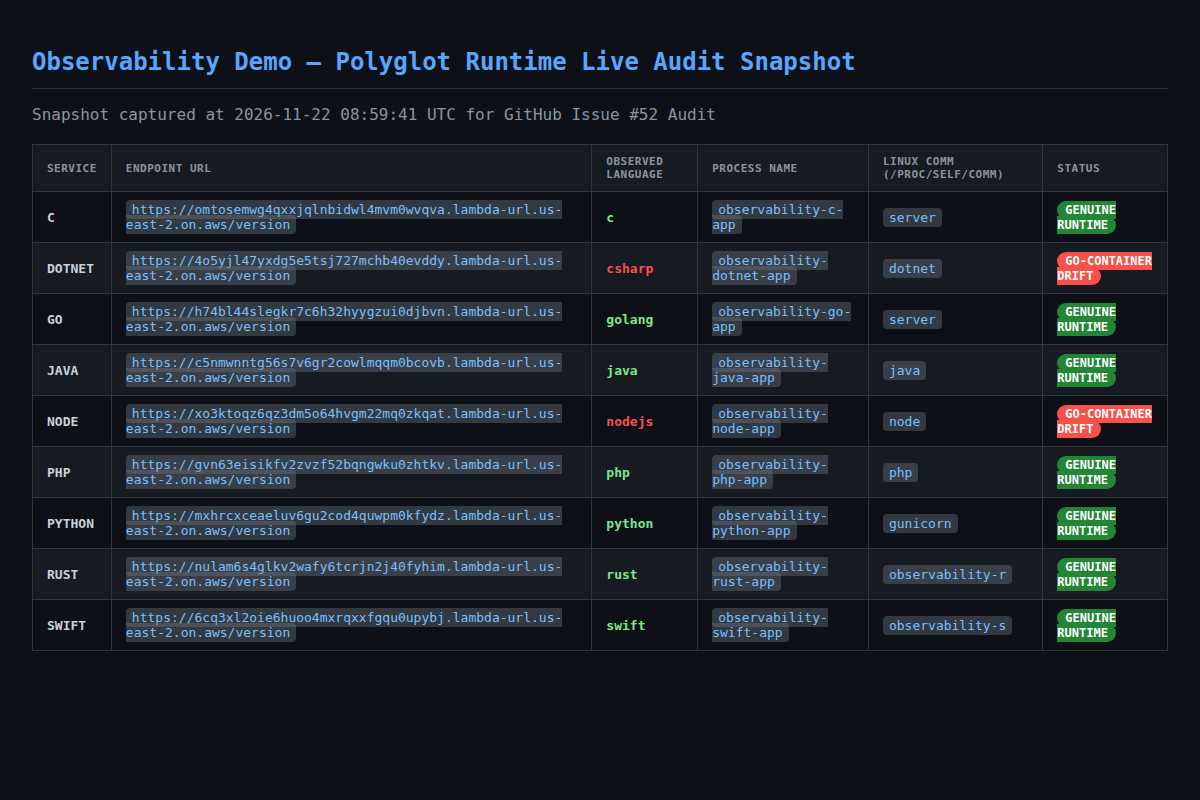 Observability Demo — Polyglot Runtime Live Audit Snapshot
Snapshot captured at 2026-11-22 08:59:41 UTC for GitHub Issue #52 Audit
SERVICE
ENDPOINT URL
OBSERVED
LANGUAGE
PROCESS NAME
LINUX COMM
(/PROC/SELF/COMM)
STATUS
C
https://omtosemwg4qxxjqlnbidwl4mvm0wvqva.lambda-url.us-
east-2.on.aws/version
c
observability-c-
app
server
GENUINE
RUNTIME
DOTNET
https://4o5yjl47yxdg5e5tsj727mchb40evddy.lambda-url.us-
east-2.on.aws/version
csharp
observability-
dotnet-app
dotnet
GO-CONTAINER
DRIFT
GO
https://h74bl44slegkr7c6h32hyygzui0djbvn.lambda-url.us-
east-2.on.aws/version
golang
observability-go-
app
server
GENUINE
RUNTIME
JAVA
https://c5nmwnntg56s7v6gr2cowlmqqm0bcovb.lambda-url.us-
east-2.on.aws/version
java
observability-
java-app
java
GENUINE
RUNTIME
NODE
https://xo3ktoqz6qz3dm5o64hvgm22mq0zkqat.lambda-url.us-
east-2.on.aws/version
nodejs
observability-
node-app
node
GO-CONTAINER
DRIFT
PHP
https://gvn63eisikfv2zvzf52bqngwku0zhtkv.lambda-url.us-
east-2.on.aws/version
php
observability-
php-app
php
GENUINE
RUNTIME
PYTHON
https://mxhrcxceaeluv6gu2cod4quwpm0kfydz.lambda-url.us-
east-2.on.aws/version
python
observability-
python-app
gunicorn
GENUINE
RUNTIME
RUST
https://nulam6s4glkv2wafy6tcrjn2j40fyhim.lambda-url.us-
east-2.on.aws/version
rust
observability-
rust-app
observability-r
GENUINE
RUNTIME
SWIFT
https://6cq3xl2oie6huoo4mxrqxxfgqu0upybj.lambda-url.us-
east-2.on.aws/version
swift
observability-
swift-app
observability-s
GENUINE
RUNTIME